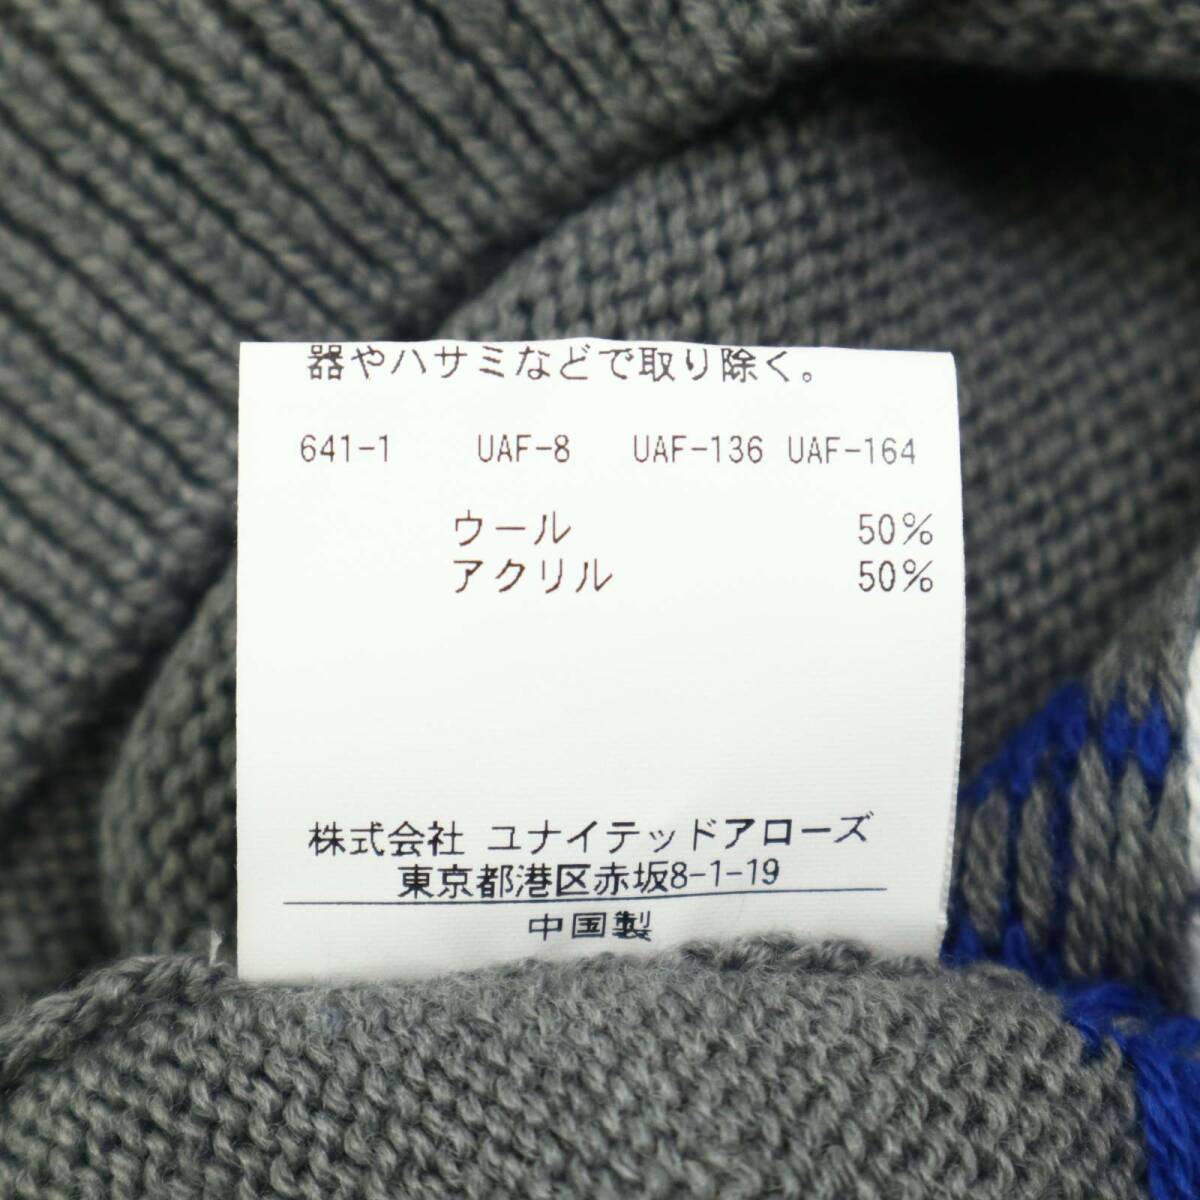 器やハサミなどで取り除く。
641-1 UAF-8 UAF-136 UAF-164
ウール 50%
アクリル 50%
株式会社 ユナイテッドアローズ
東京都港区赤坂8-1-19
中国製